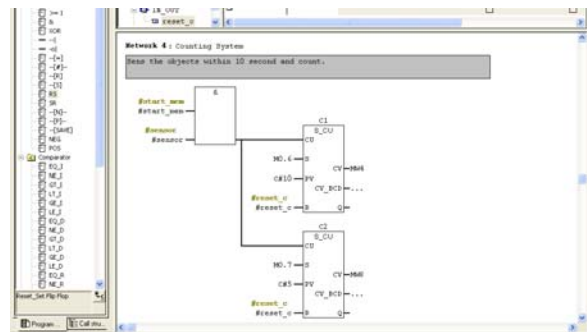 >=1
&
XOR
--|
-o|
-[=]
-(#)-
-[R]
-[S]
RS
SR
-(N)-
-(P)-
-[SAVE]
NEG
POS
Comparator
EQ_I
NE_I
GT_I
LT_I
GE_I
LE_I
EQ_D
NE_D
GT_D
LT_D
GE_D
LE_D
EQ_R
NE_R
Reset_Set Flip Flop
Program...
Call stru...
IN_OUT
reset_c
Network 4: Counting System
Sens the objects within 10 second and count.
&
#start_mem
#start_mem
#sensor
#sensor
C1
S_CU
CU
M0.6 S
CV MW4
C#10 PV
CV_BCD ...
#reset_c
#reset_c R Q
C2
S_CU
CU
M0.7 S
CV MW8
C#5 PV
CV_BCD ...
#reset_c
#reset_c R Q